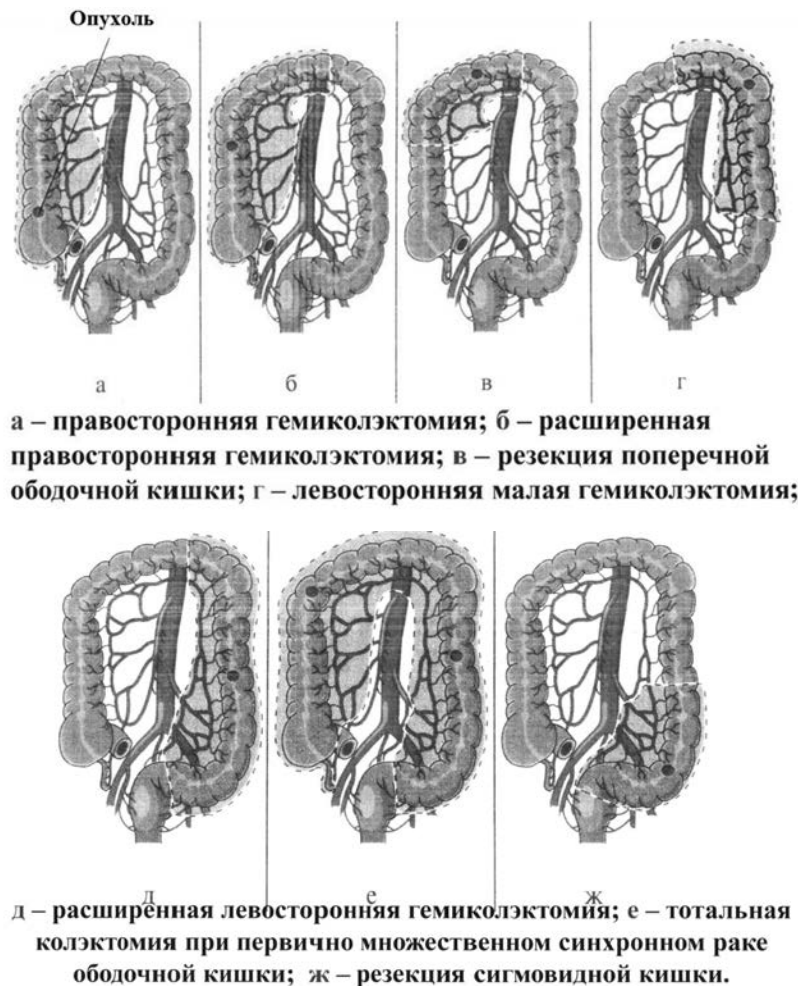 Опухоль
а б в г
а – правосторонняя гемиколэктомия; б – расширенная
правосторонняя гемиколэктомия; в – резекция поперечной
ободочной кишки; г – левосторонняя малая гемиколэктомия;
д е ж
д – расширенная левосторонняя гемиколэктомия; е – тотальная
колэктомия при первично множественном синхронном раке
ободочной кишки; ж – резекция сигмовидной кишки.